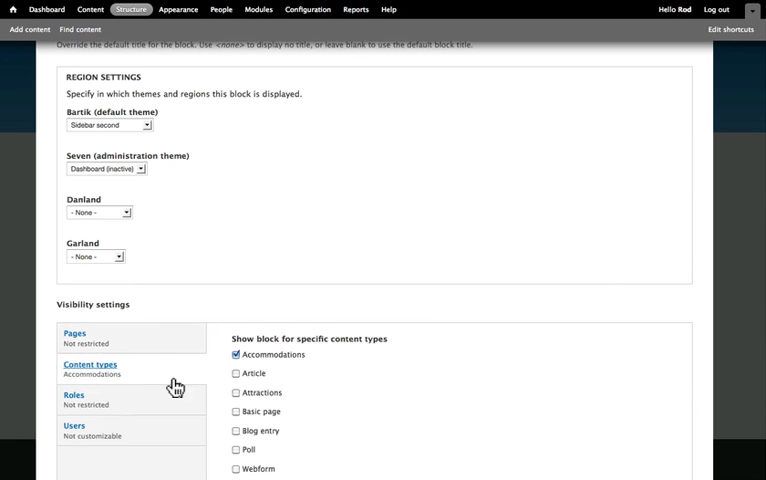 Dashboard Content Structure Appearance People Modules Configuration Reports Help Hello Rod Log out
Add content Find content Edit shortcuts
Override the default title for the block. Use <none> to display no title, or leave blank to use the default block title.
REGION SETTINGS
Specify in which themes and regions this block is displayed.
Bartik (default theme)
Sidebar second
Seven (administration theme)
Dashboard (inactive)
Danland
- None -
Garland
- None -
Visibility settings
Pages
Not restricted
Content types
Accommodations
Roles
Not restricted
Users
Not customizable
Show block for specific content types
Accommodations
Article
Attractions
Basic page
Blog entry
Poll
Webform